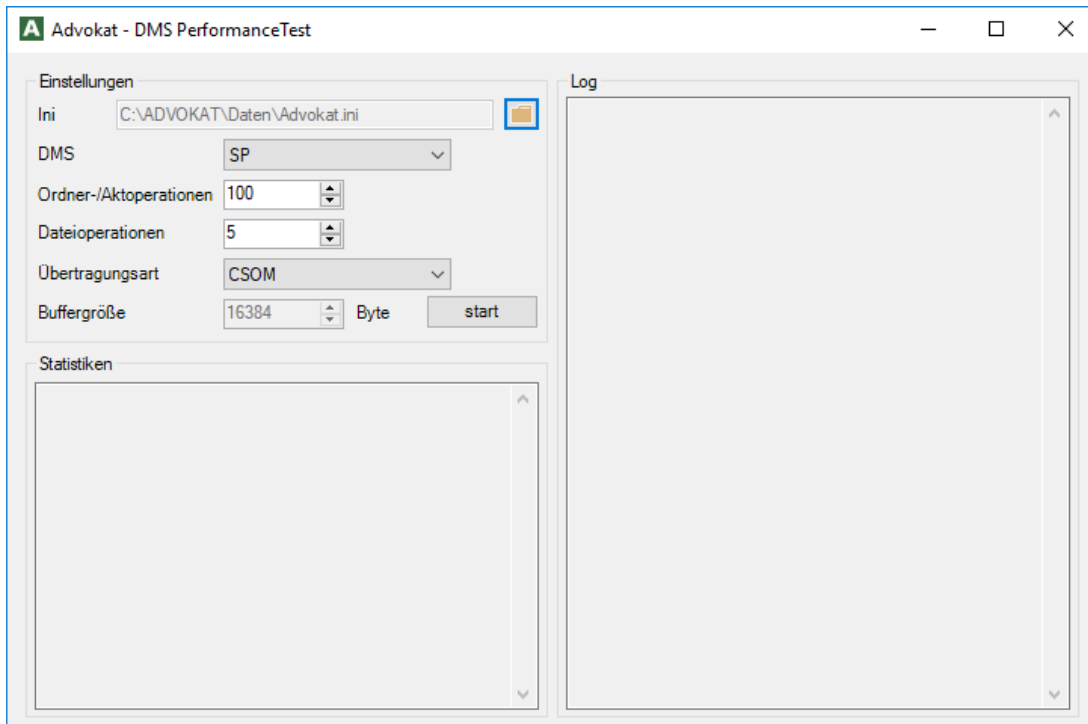 A Advokat - DMS PerformanceTest
Einstellungen
Ini C:\ADVOKAT\Daten\Advokat.ini
DMS SP
Ordner-/Aktoperationen 100
Dateioperationen 5
Übertragungsart CSOM
Buffergröße 16384 Byte start
Statistiken
Log